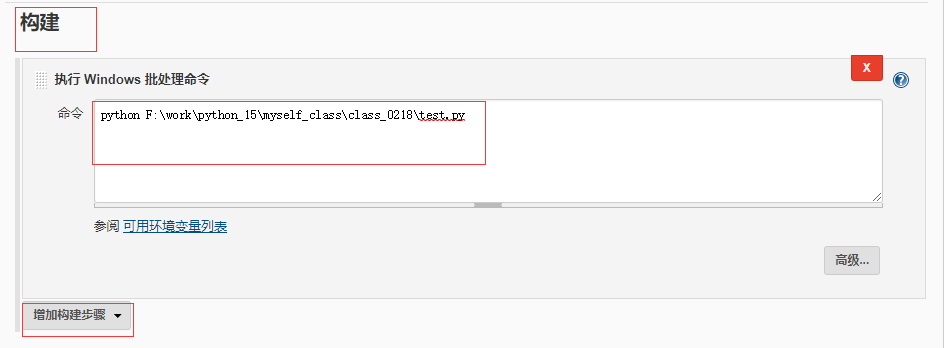 构建
执行 Windows 批处理命令
X
?
命令
python F:\work\python_15\myself_class\class_0218\test.py
参阅 可用环境变量列表
高级...
增加构建步骤